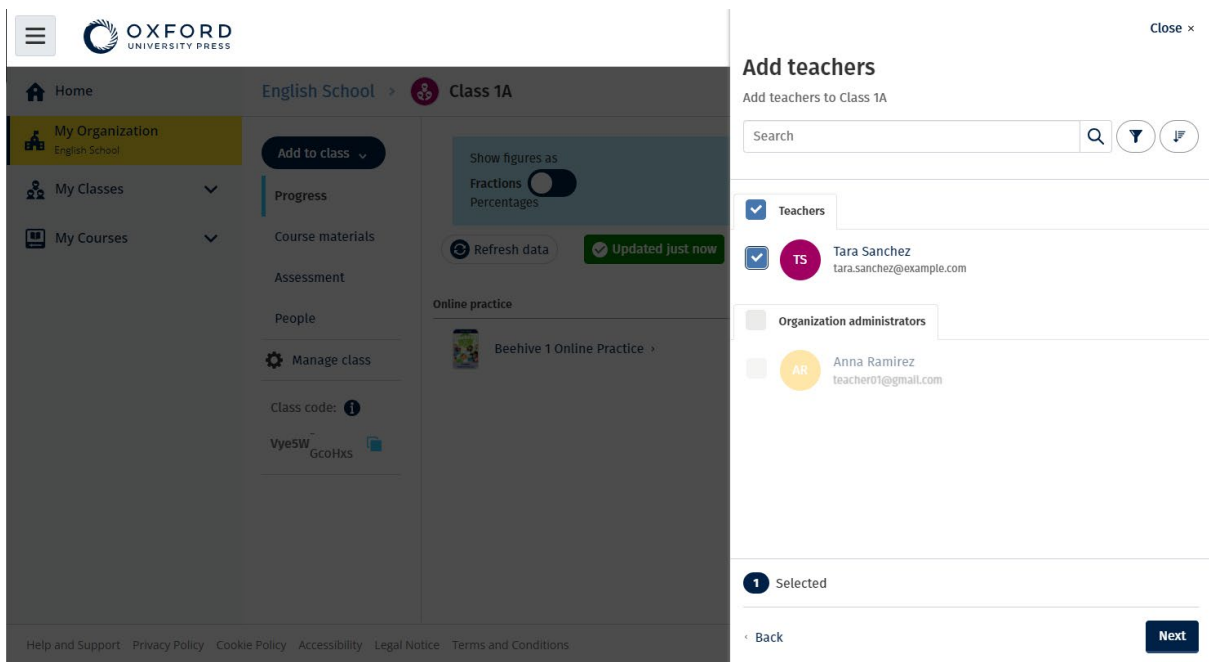 OXFORD
UNIVERSITY PRESS
Home
My Organization
English School
My Classes
My Courses
English School > Class 1A
Add to class
Progress
Course materials
Assessment
People
Manage class
Class code:
Vye5W-
GcoHxs
Show figures as
Fractions
Percentages
Refresh data
Updated just now
Online practice
Beehive 1 Online Practice ›
Help and Support Privacy Policy Cookie Policy Accessibility Legal Notice Terms and Conditions
Close ×
Add teachers
Add teachers to Class 1A
Search
Teachers
TS
Tara Sanchez
tara.sanchez@example.com
Organization administrators
AR
Anna Ramirez
teacher01@gmail.com
1 Selected
‹ Back
Next